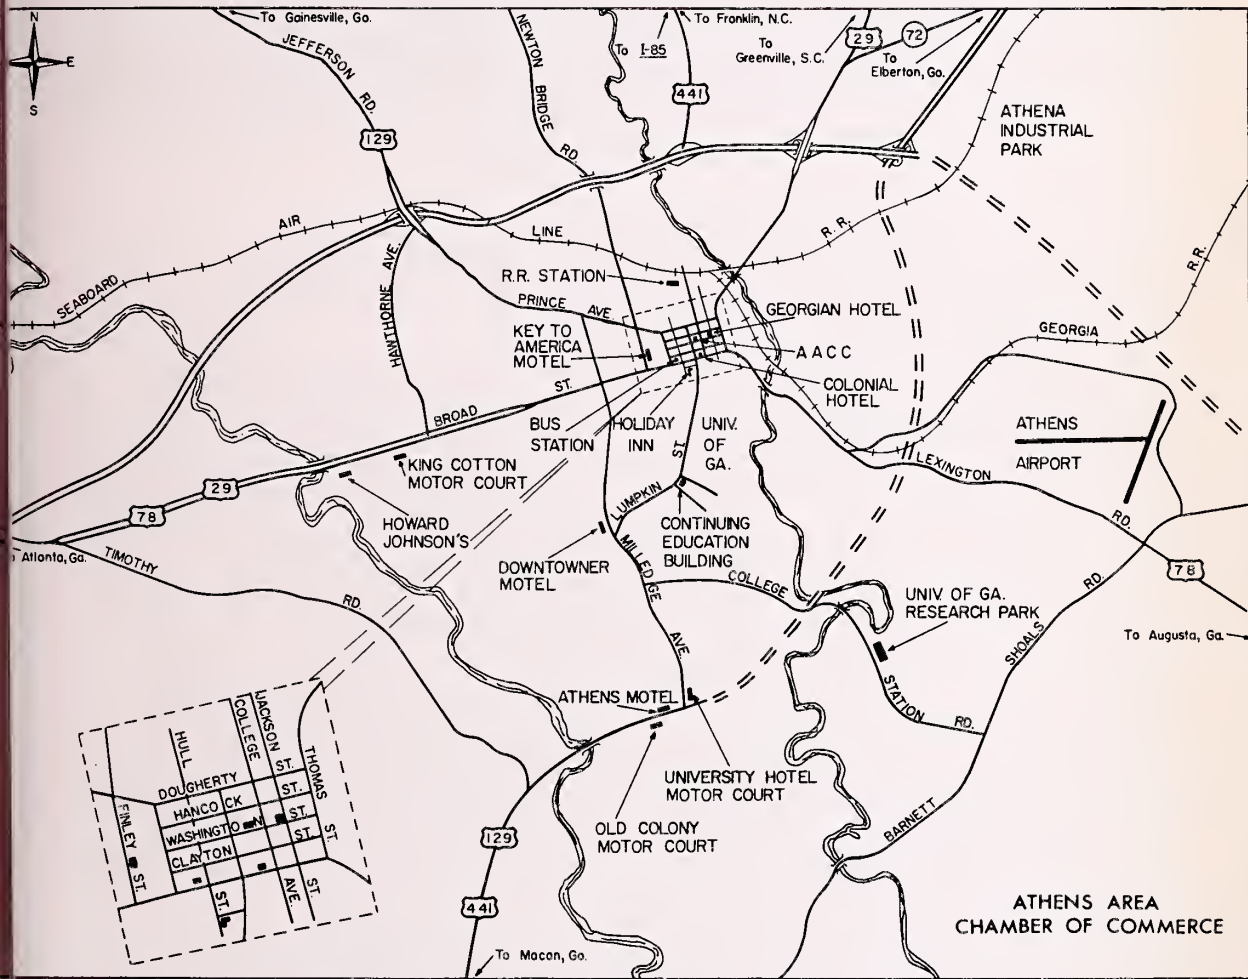 N
E
S
To Gainesville, Ga.
JEFFERSON
RD.
129
NEWTON
BRIDGE
RD.
To I-85
To Franklin, N.C.
441
To
Greenville, S.C.
29
72
To
Elberton, Ga.
ATHENA
INDUSTRIAL
PARK
SEABOARD
AIR
LINE
R.R.
HAWTHORNE AVE.
R.R. STATION
PRINCE AVE.
KEY TO
AMERICA
MOTEL
GEORGIAN HOTEL
AACC
COLONIAL
HOTEL
GEORGIA
R.R.
BROAD
ST.
BUS
STATION
HOLIDAY
INN
UNIV.
OF
GA.
ATHENS
AIRPORT
LEXINGTON
RD.
78
To Augusta, Ga.
KING COTTON
MOTOR COURT
29
78
HOWARD
JOHNSON'S
Atlanta, Ga.
TIMOTHY
RD.
LUMPKIN
ST.
CONTINUING
EDUCATION
BUILDING
DOWNTOWNER
MOTEL
MILLEDGE
AVE.
COLLEGE
STATION
RD.
UNIV. OF GA.
RESEARCH PARK
BARNETT
SHOALS
RD.
ATHENS MOTEL
UNIVERSITY HOTEL
MOTOR COURT
OLD COLONY
MOTOR COURT
129
441
To Macon, Ga.
FINLEY ST.
HULL
ST.
COLLEGE
AVE.
JACKSON
ST.
THOMAS
ST.
DOUGHERTY ST.
HANCOCK ST.
WASHINGTON ST.
CLAYTON ST.
ATHENS AREA
CHAMBER OF COMMERCE